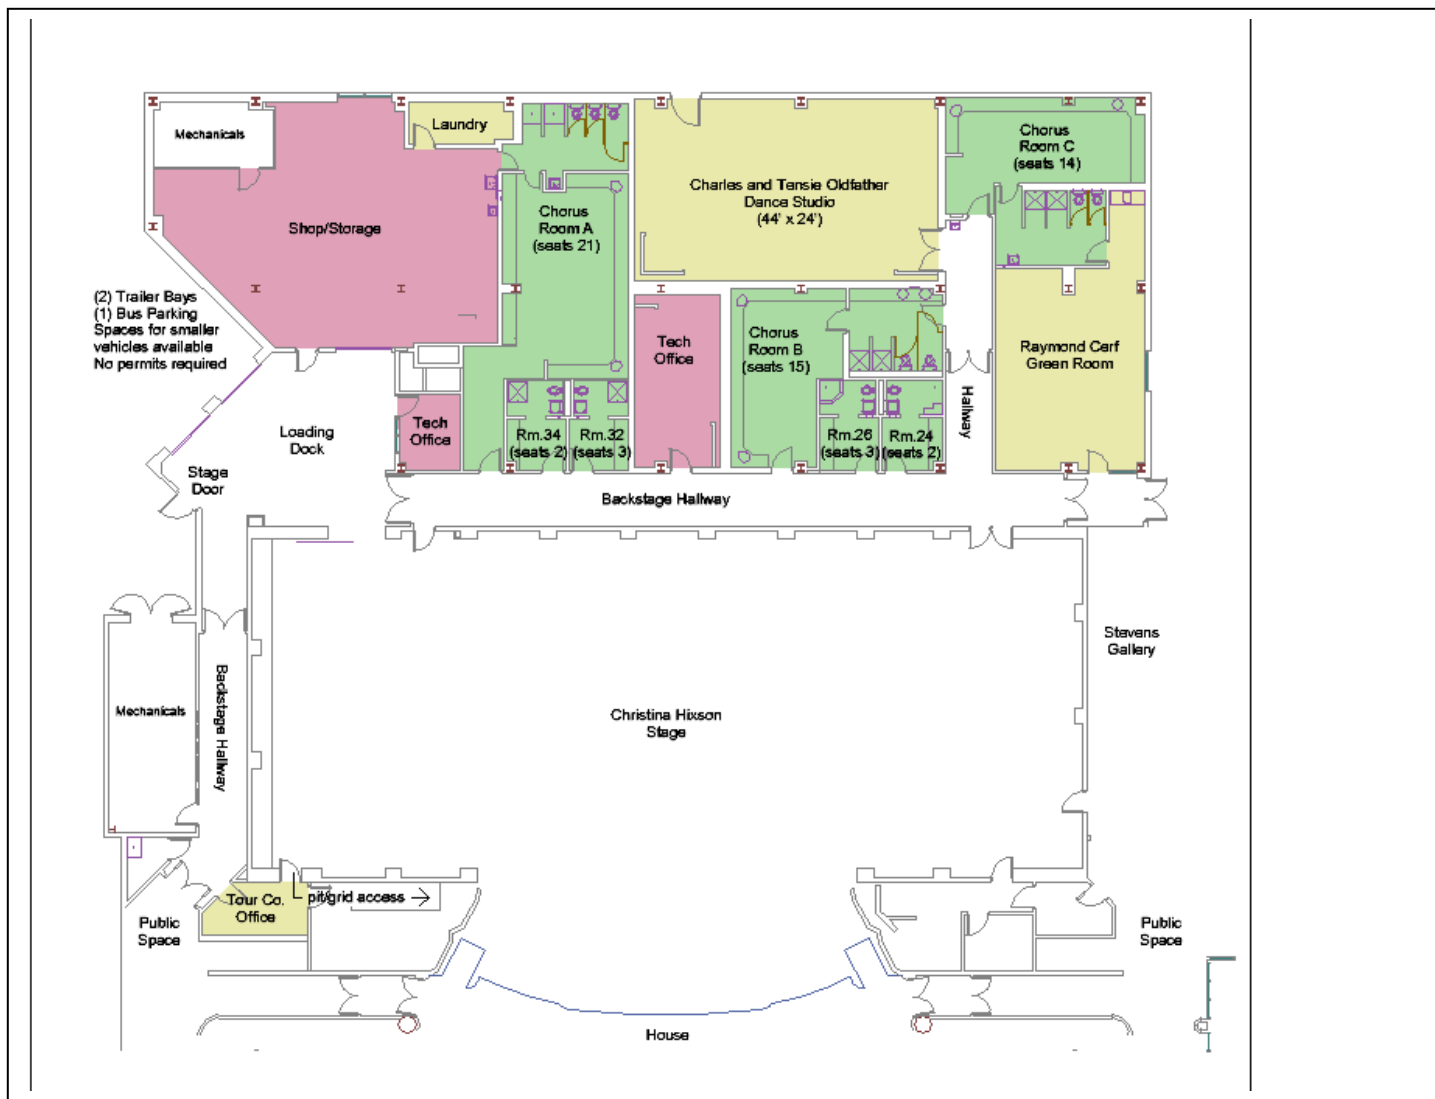 Mechanicals
Laundry
Chorus
Room C
(seats 14)
Charles and Tensie Oldfather
Dance Studio
(44' x 24')
Shop/Storage
Chorus
Room A
(seats 21)
(2) Trailer Bays
(1) Bus Parking
Spaces for smaller
vehicles available
No permits required
Tech
Office
Chorus
Room B
(seats 15)
Raymond Cerf
Green Room
Hallway
Loading
Dock
Tech
Office
Rm.34
(seats 2)
Rm.32
(seats 3)
Rm.26
(seats 3)
Rm.24
(seats 2)
Stage
Door
Backstage Hallway
Stevens
Gallery
Backstage Hallway
Mechanicals
Christina Hixson
Stage
Tour Co.
Office
pit/grid access
Public
Space
Public
Space
House